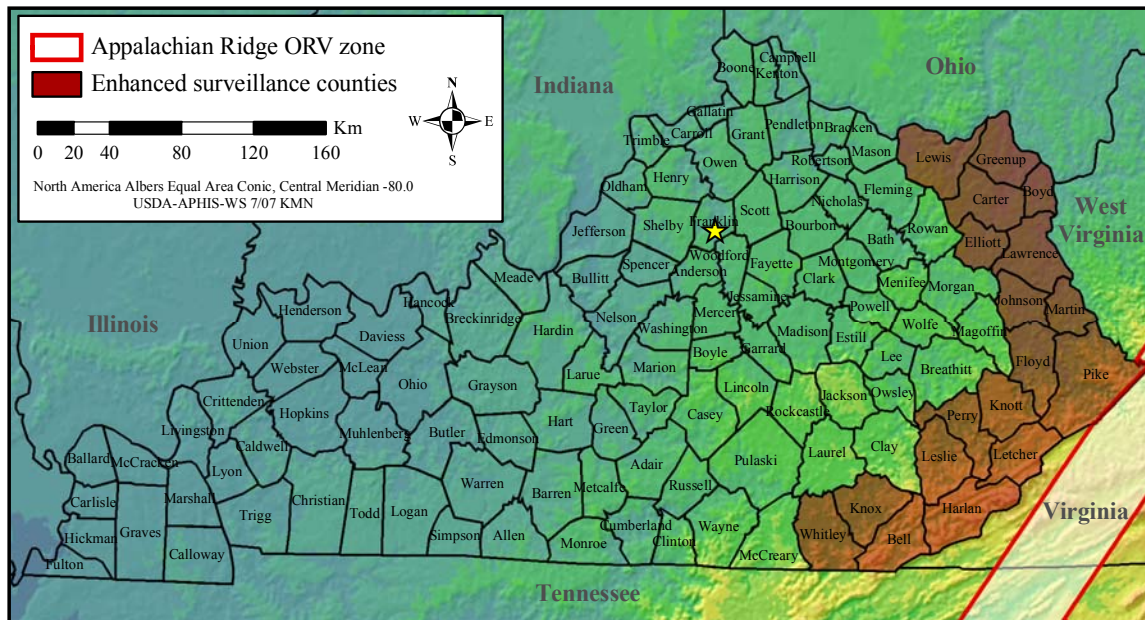 Appalachian Ridge ORV zone
Enhanced surveillance counties
Km
0 20 40 80 120 160
N
W E
S
North America Albers Equal Area Conic, Central Meridian -80.0
USDA-APHIS-WS 7/07 KMN
Indiana
Ohio
West
Virginia
Illinois
Virginia
Tennessee
Campbell
Boone
Kenton
Gallatin
Carroll
Grant
Pendleton
Bracken
Trimble
Owen
Robertson
Mason
Lewis
Greenup
Henry
Harrison
Fleming
Carter
Boyd
Oldham
Nicholas
Scott
Shelby
Franklin
Bourbon
Rowan
Jefferson
Bath
Elliott
Lawrence
Woodford
Spencer
Anderson
Fayette
Montgomery
Clark
Menifee
Morgan
Meade
Bullitt
Jessamine
Johnson
Hancock
Henderson
Breckinridge
Nelson
Mercer
Powell
Martin
Hardin
Washington
Madison
Estill
Wolfe
Magoffin
Daviess
Union
Boyle
Garrard
Lee
Floyd
Webster
McLean
Larue
Marion
Breathitt
Pike
Ohio
Grayson
Lincoln
Jackson
Owsley
Crittenden
Hopkins
Hart
Taylor
Casey
Rockcastle
Perry
Knott
Livingston
Muhlenberg
Butler
Edmonson
Green
Caldwell
Clay
Laurel
Leslie
Letcher
Ballard
McCracken
Lyon
Adair
Pulaski
Warren
Barren
Metcalfe
Russell
Carlisle
Marshall
Christian
Todd
Logan
Knox
Harlan
Trigg
Graves
Cumberland
Wayne
Hickman
Simpson
Allen
Clinton
Whitley
Bell
Monroe
Calloway
McCreary
Fulton